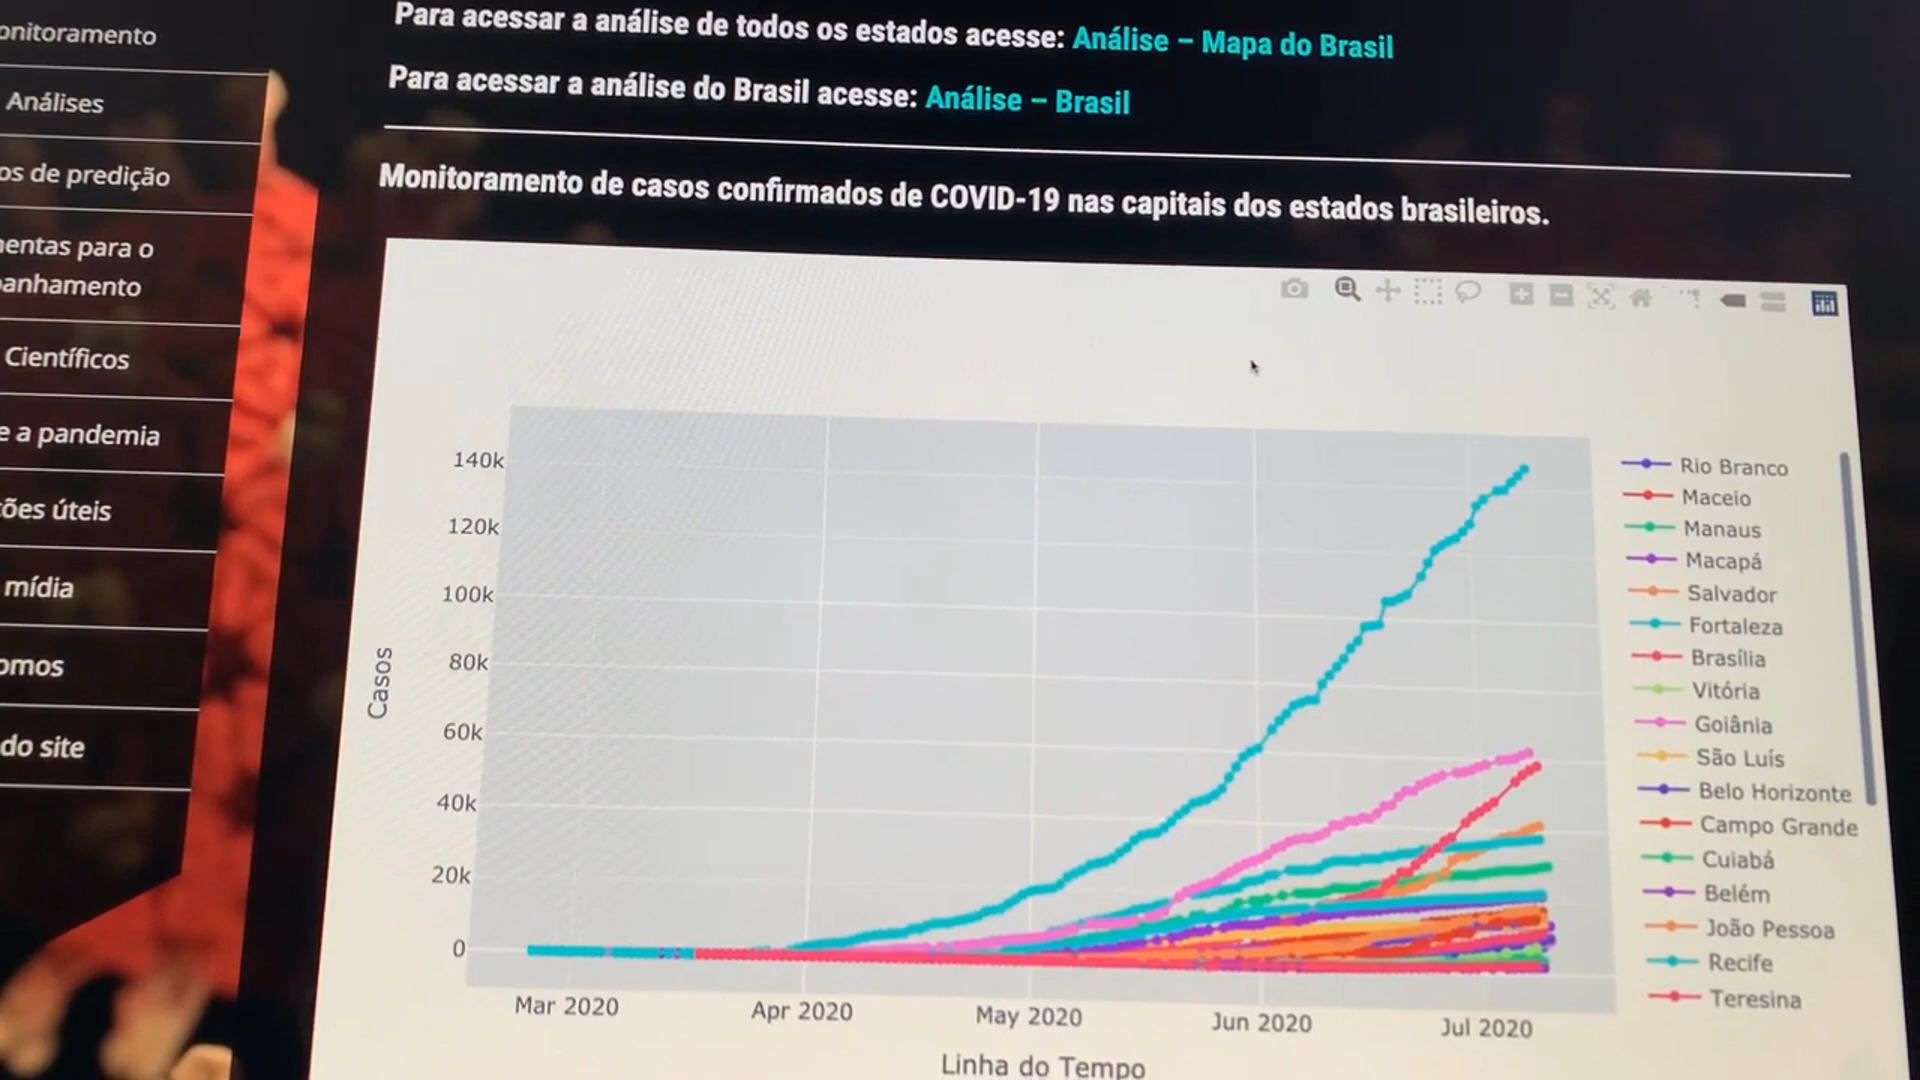 Para acessar a análise de todos os estados acesse: Análise – Mapa do Brasil
Para acessar a análise do Brasil acesse: Análise – Brasil
Monitoramento de casos confirmados de COVID-19 nas capitais dos estados brasileiros.
onitoramento
Análises
os de predição
entas para o
anhamento
Científicos
e a pandemia
ões úteis
mídia
omos
do site
140k
120k
100k
80k
60k
40k
20k
0
Casos
Mar 2020
Apr 2020
May 2020
Jun 2020
Jul 2020
Linha do Tempo
Rio Branco
Maceio
Manaus
Macapá
Salvador
Fortaleza
Brasília
Vitória
Goiânia
São Luís
Belo Horizonte
Campo Grande
Cuiabá
Belém
João Pessoa
Recife
Teresina